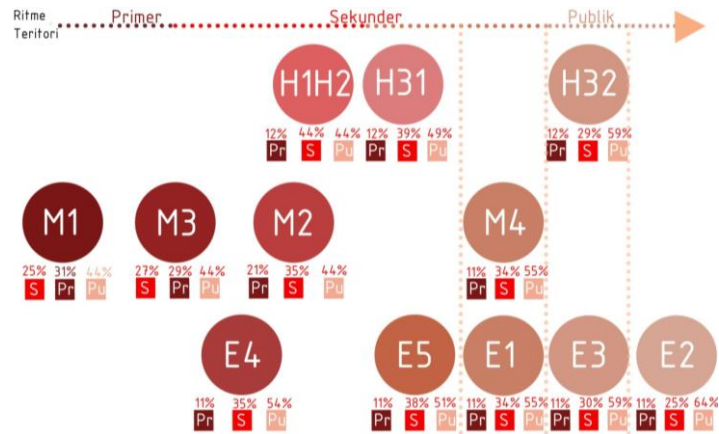 Ritme Teritori
Primer Sekunder Publik
H1H2 H31 H32
12% 44% 44% 12% 39% 49% 12% 29% 59%
Pr S Pu Pr S Pu Pr S Pu
M1 M3 M2 M4
25% 31% 44% 27% 29% 44% 21% 35% 44% 11% 34% 55%
S Pr Pu S Pr Pu Pr S Pu Pr S Pu
E4 E5 E1 E3 E2
11% 35% 54% 11% 38% 51% 11% 34% 55% 11% 30% 59% 11% 25% 64%
Pr S Pu Pr S Pu Pr S Pu Pr S Pu Pr S Pu